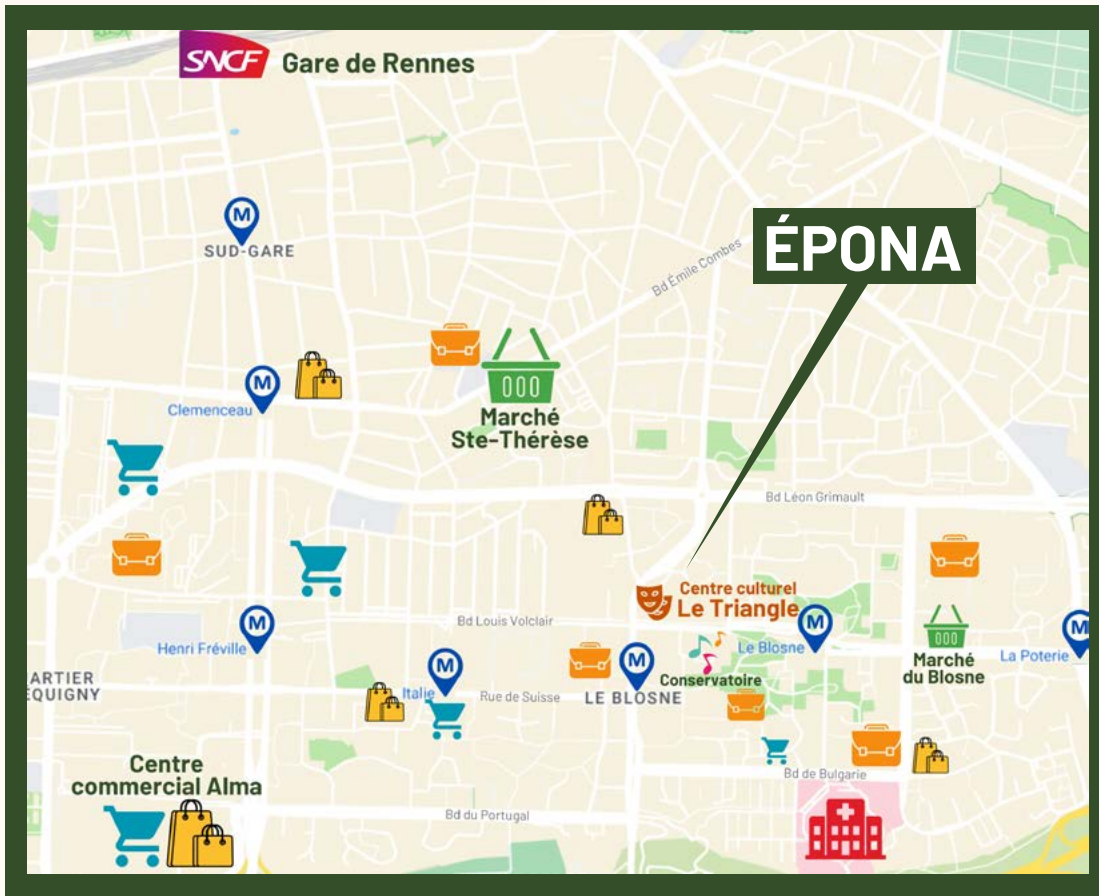 SNCF
Gare de Rennes
M
SUD-GARE
Bd Émile Combes
ÉPONA
M
Clemenceau
Marché
Ste-Thérèse
Bd Léon Grimault
Centre culturel
Le Triangle
M
Henri Fréville
Bd Louis Volclair
M
Le Blosne
M
La Poterie
Marché
du Blosne
M
Italie
Rue de Suisse
M
LE BLOSNE
Conservatoire
ARTIER
EQUIGNY
Centre
commercial Alma
Bd de Bulgarie
Bd du Portugal